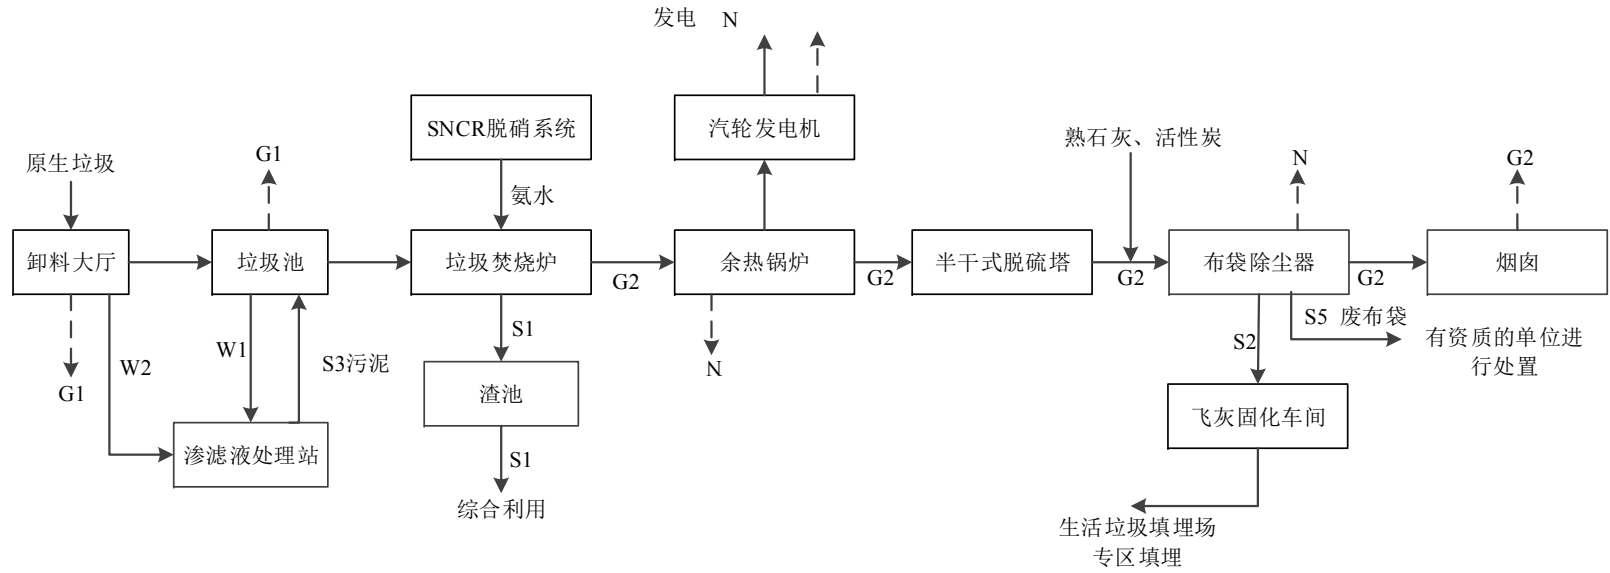 发电 N
SNCR脱硝系统
汽轮发电机
熟石灰、活性炭
原生垃圾
G1
氨水
N
G2
卸料大厅
垃圾池
垃圾焚烧炉
G2
余热锅炉
G2
半干式脱硫塔
G2
布袋除尘器
G2
烟囱
G1
W2
W1
S3污泥
S1
N
S2
S5 废布袋
有资质的单位进
行处置
渣池
飞灰固化车间
渗滤液处理站
S1
综合利用
生活垃圾填埋场
专区填埋